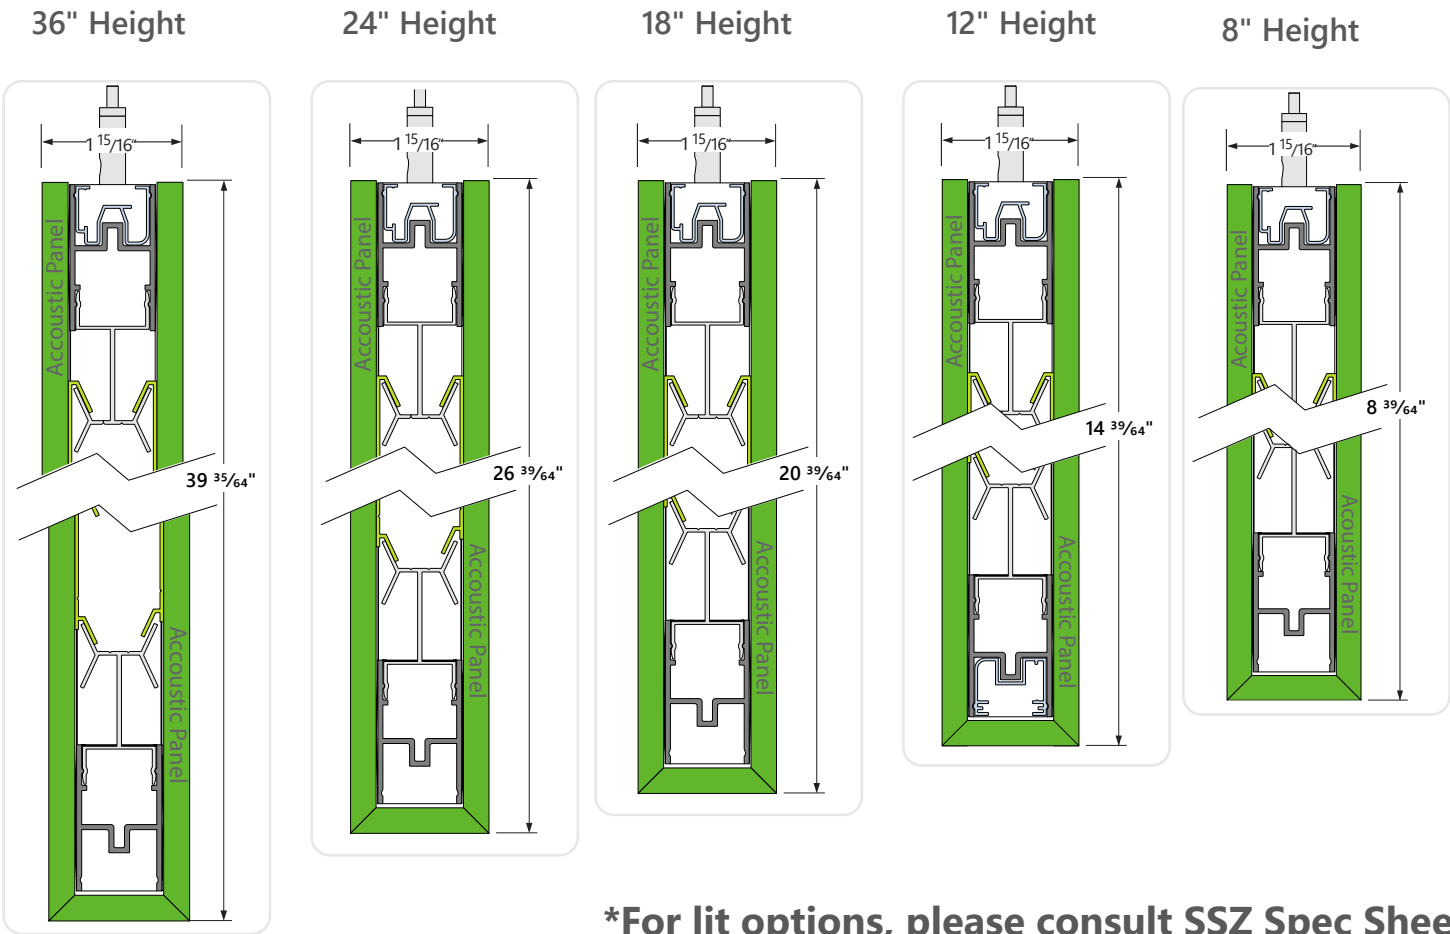 36" Height
24" Height
18" Height
12" Height
8" Height
1 15/16"
1 15/16"
1 15/16"
1 15/16"
1 15/16"
Accoustic Panel
Accoustic Panel
Accoustic Panel
Accoustic Panel
Acoustic Panel
39 35/64"
26 39/64"
20 39/64"
14 39/64"
8 39/64"
Accoustic Panel
Accoustic Panel
Accoustic Panel
Accoustic Panel
Acoustic Panel
*For lit options, please consult SSZ Spec Shee